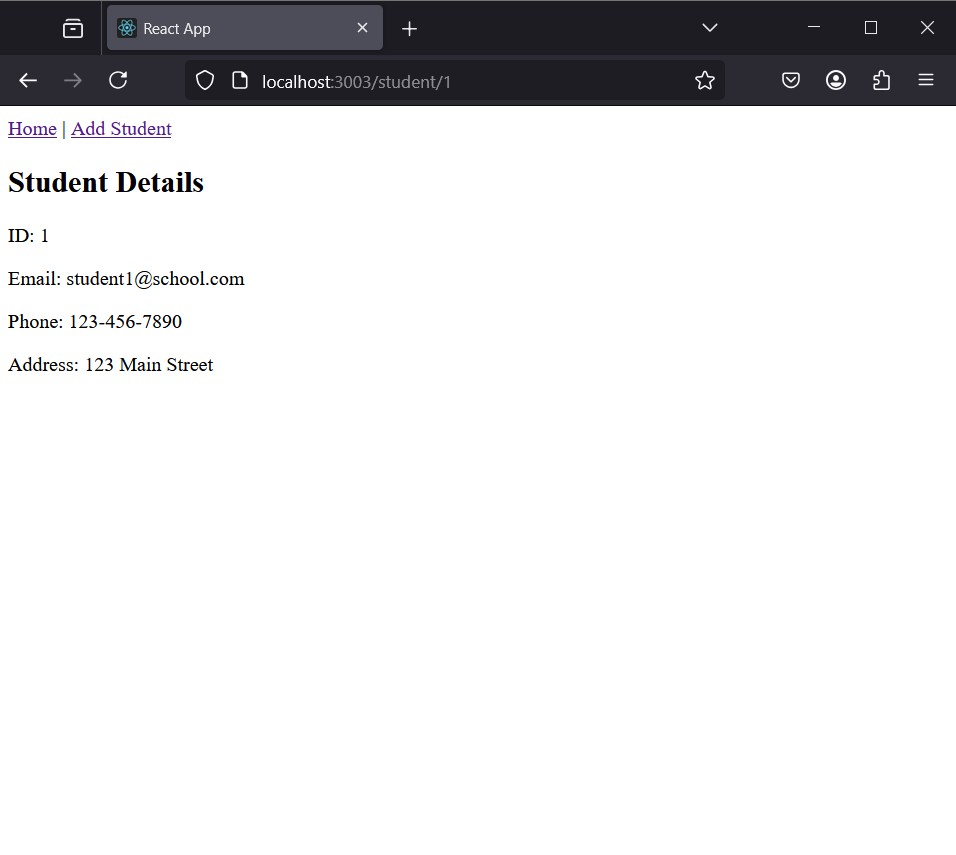 React App
localhost:3003/student/1
Home | Add Student
Student Details
ID: 1
Email: student1@school.com
Phone: 123-456-7890
Address: 123 Main Street